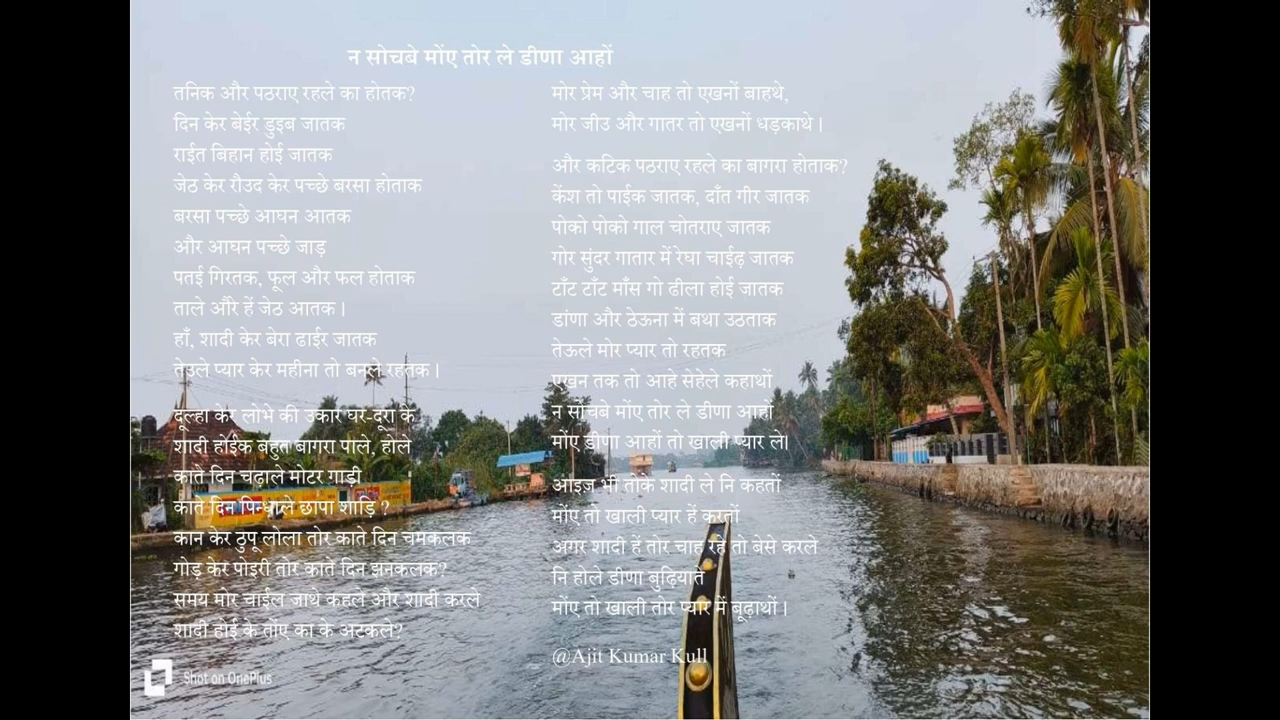 न सोचबे मोंए तोर ले डीणा आहों
तनिक और पठराए रहले का होतक?
दिन केर बेईर डुइब जातक
राईत बिहान होई जातक
जेठ केर रौउद केर पच्छे बरसा होताक
बरसा पच्छे आघन आतक
और आघन पच्छे जाड़
पतई गिरतक, फूल और फल होताक
ताले औरे हें जेठ आतक।
हाँ, शादी केर बेरा ढाईर जातक
तेउले प्यार केर महीना तो बनले रहतक।
दूल्हा केर लोभे की उकार घर-दूरा के
शादी होईक बहुत बागरा पाले, होले
काते दिन चढ़ाले मोटर गाड़ी
काते दिन पिन्धाले छापा शाड़ि ?
कान केर ठुपू लोला तोर काते दिन चमकलक
गोड़ केर पोइरी तोर काते दिन झनकलक?
समय मोर चाईल जाथे कहले और शादी करले
शादी होई के तोंए का के अटकले?
मोर प्रेम और चाह तो एखनों बाहथे,
मोर जीउ और गातर तो एखनों धड़काथे।
और कटिक पठराए रहले का बागरा होताक?
केंश तो पाईक जातक, दाँत गीर जातक
पोको पोको गाल चोतराए जातक
गोर सुंदर गातार में रेघा चाईढ़ जातक
टाँट टाँट माँस गो ढीला होई जातक
डांणा और ठेऊना में बथा उठताक
तेऊले मोर प्यार तो रहतक
एखन तक तो आहे सेहेले कहाथों
न सोचबे मोंए तोर ले डीणा आहों
मोंए डीणा आहों तो खाली प्यार ले।
आइज़ भी तोके शादी ले नि कहतों
मोंए तो खाली प्यार हें करतों
अगर शादी हें तोर चाह रहे तो बेसे करले
नि होले डीणा बुढ़ियाते
मोंए तो खाली तोर प्यार में बूढ़ाथों।
@Ajit Kumar Kull
Shot on OnePlus